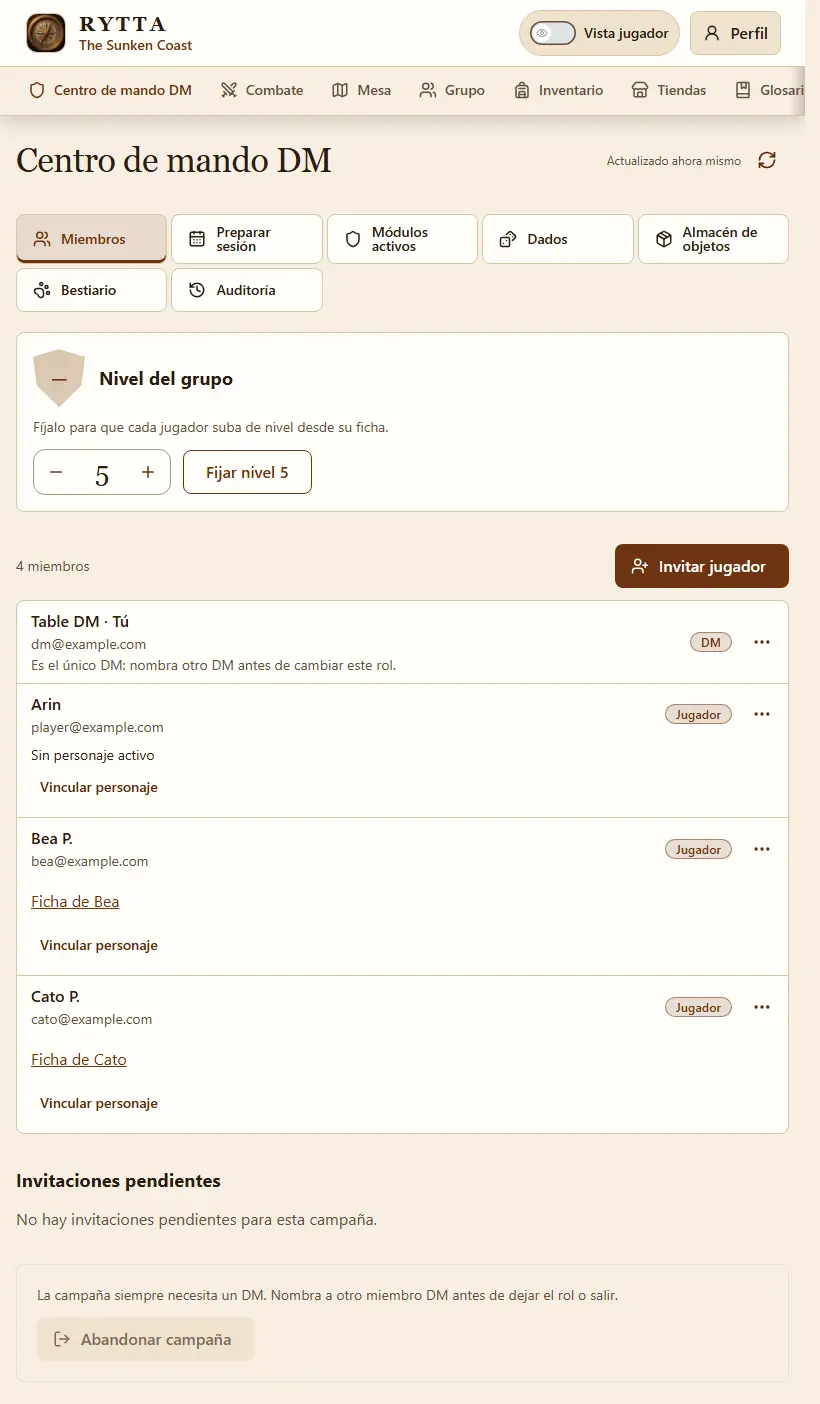 RYTTA
The Sunken Coast
Vista jugador
Perfil
Centro de mando DM
Combate
Mesa
Grupo
Inventario
Tiendas
Glosari
Centro de mando DM
Actualizado ahora mismo
Miembros
Preparar
sesión
Módulos
activos
Dados
Almacén de
objetos
Bestiario
Auditoría
—
Nivel del grupo
Fíjalo para que cada jugador suba de nivel desde su ficha.
− 5 +
Fijar nivel 5
4 miembros
Invitar jugador
Table DM · Tú
dm@example.com
Es el único DM: nombra otro DM antes de cambiar este rol.
DM
Arin
player@example.com
Jugador
Sin personaje activo
Vincular personaje
Bea P.
bea@example.com
Jugador
Ficha de Bea
Vincular personaje
Cato P.
cato@example.com
Jugador
Ficha de Cato
Vincular personaje
Invitaciones pendientes
No hay invitaciones pendientes para esta campaña.
La campaña siempre necesita un DM. Nombra a otro miembro DM antes de dejar el rol o salir.
Abandonar campaña